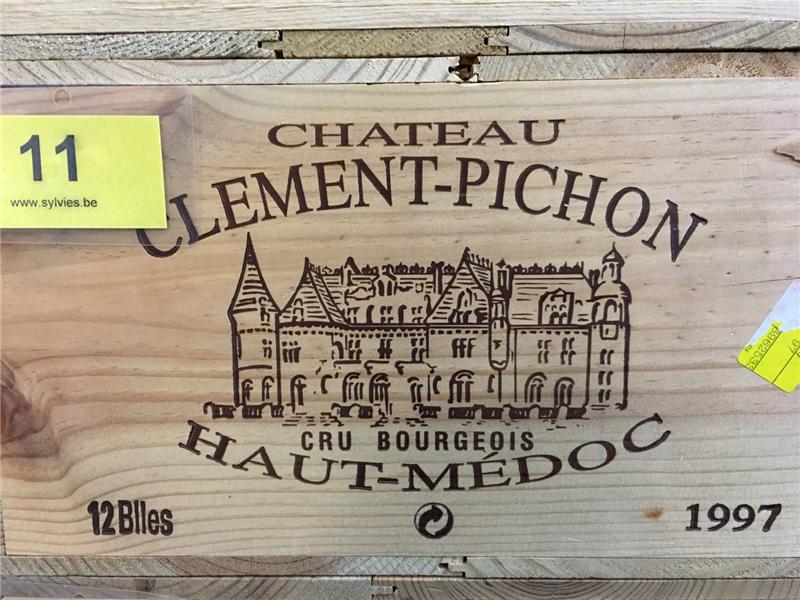 11
www.sylvies.be
CHATEAU
CLEMENT-PICHON
CRU BOURGEOIS
HAUT-MÉDOC
12Blles
1997